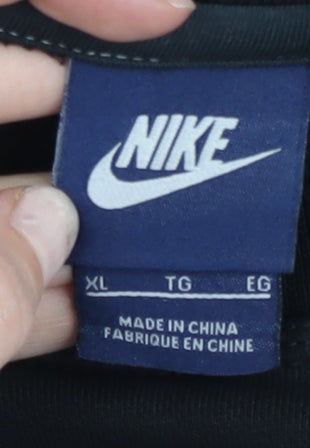 NIKE
XL TG EG
MADE IN CHINA
FABRIQUE EN CHINE